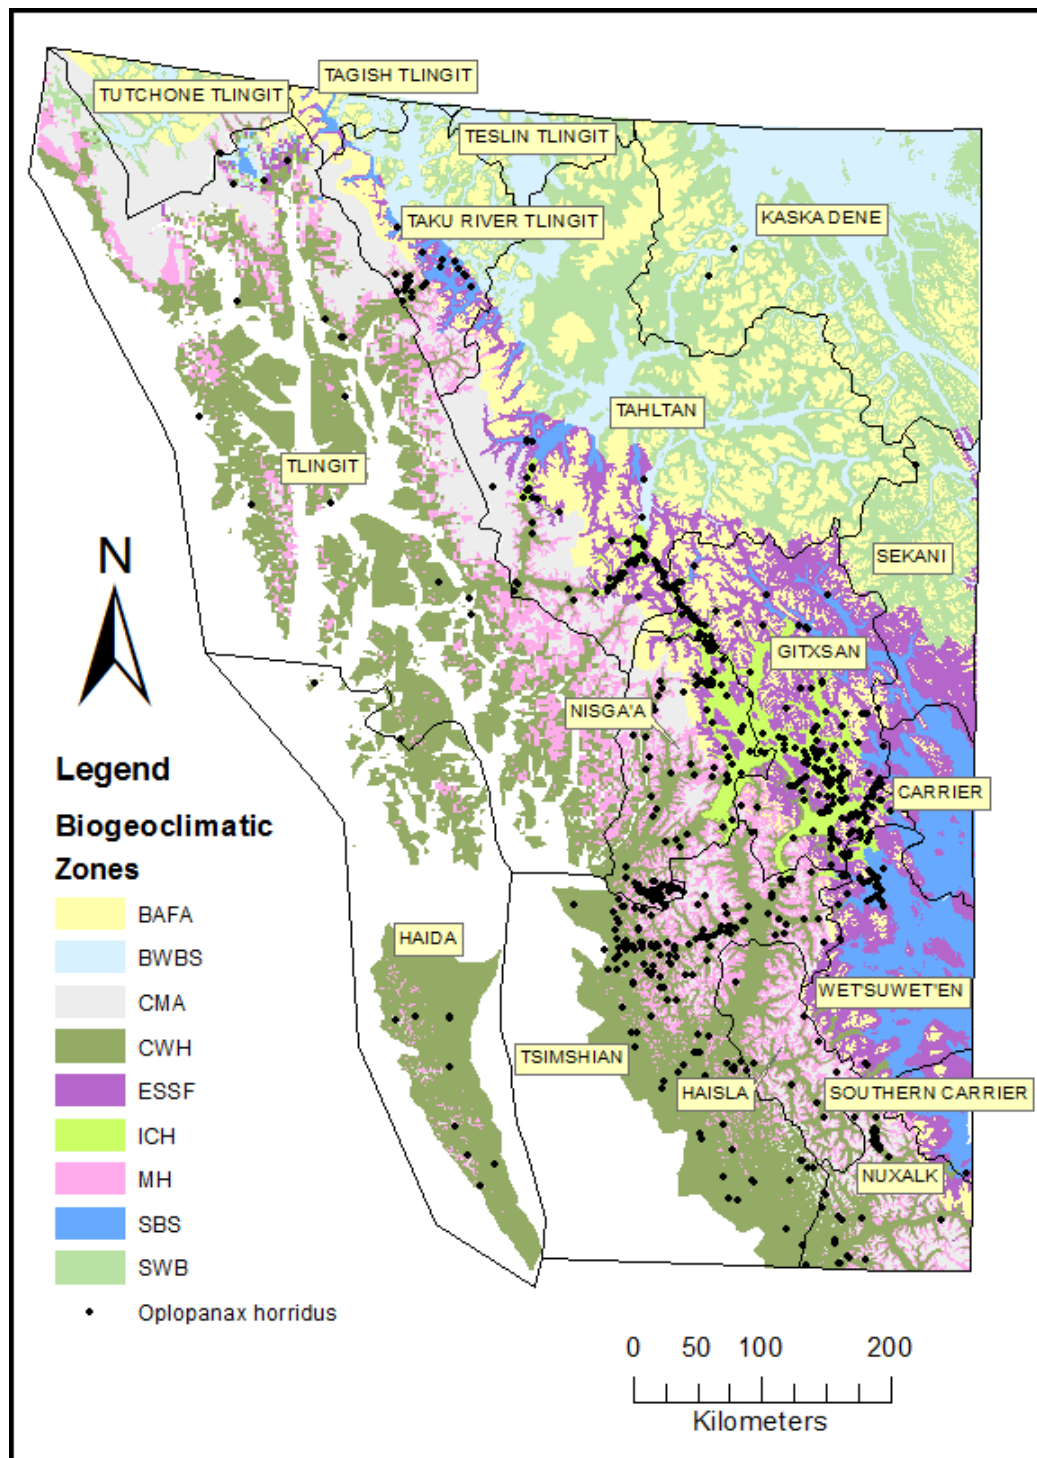 TAGISH TLINGIT
TUTCHONE TLINGIT
TESLIN TLINGIT
TAKU RIVER TLINGIT
KASKA DENE
TAHLTAN
TLINGIT
SEKANI
N
GITXSAN
NISGA'A
Legend
Biogeoclimatic
Zones
CARRIER
BAFA
BWBS
CMA
CWH
ESSF
ICH
MH
SBS
SWB
Oplopanax horridus
HAIDA
WET'SUWET'EN
TSIMSHIAN
HAISLA
SOUTHERN CARRIER
NUXALK
0 50 100 200
Kilometers